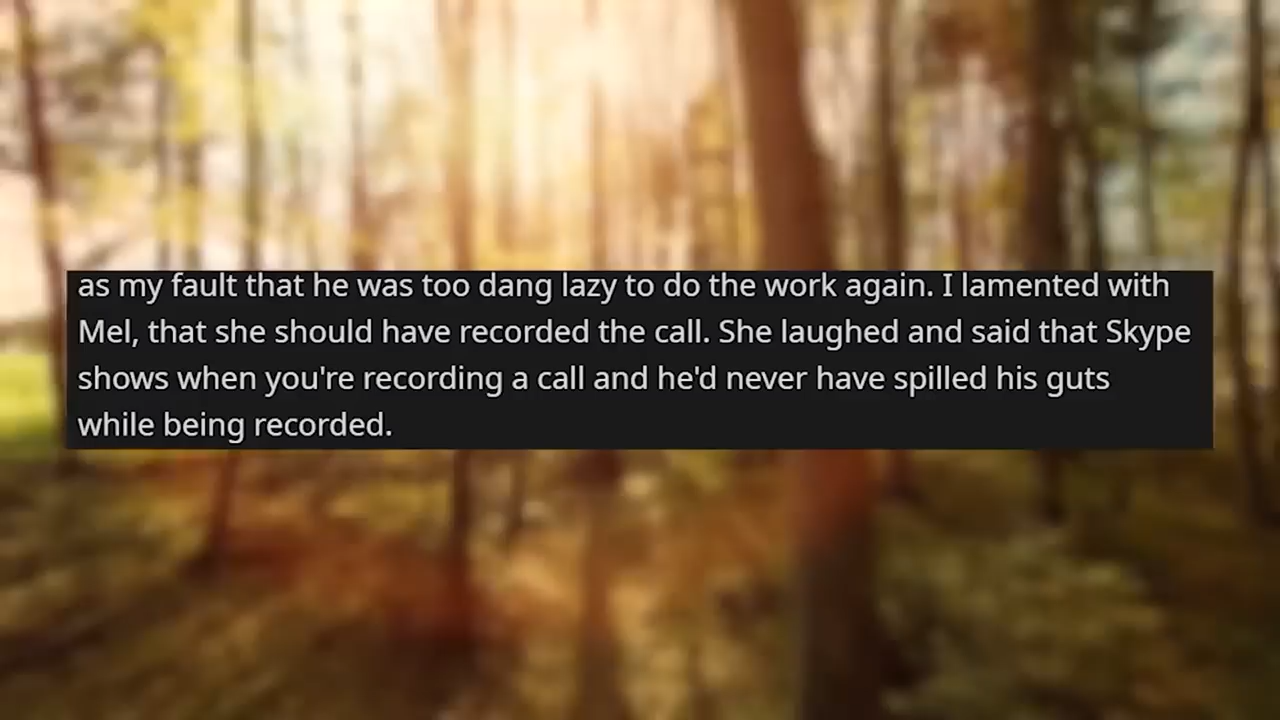 as my fault that he was too dang lazy to do the work again. I lamented with
Mel, that she should have recorded the call. She laughed and said that Skype
shows when you're recording a call and he'd never have spilled his guts
while being recorded.